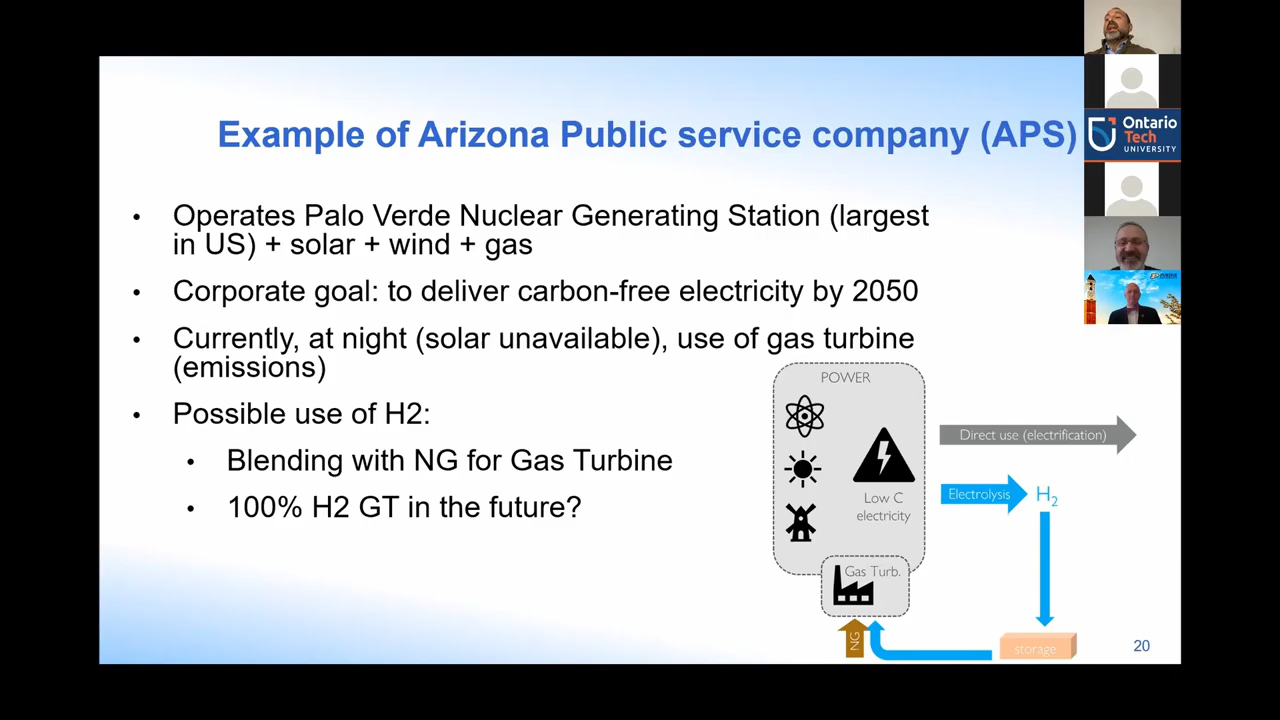 Example of Arizona Public service company (APS)
Ontario
Tech
UNIVERSITY
• Operates Palo Verde Nuclear Generating Station (largest
in US) + solar + wind + gas
• Corporate goal: to deliver carbon-free electricity by 2050
• Currently, at night (solar unavailable), use of gas turbine
(emissions)
• Possible use of H2:
• Blending with NG for Gas Turbine
• 100% H2 GT in the future?
POWER
Low C
electricity
Gas Turb.
NG
Direct use (electrification)
Electrolysis
H2
storage
20
PURDUE